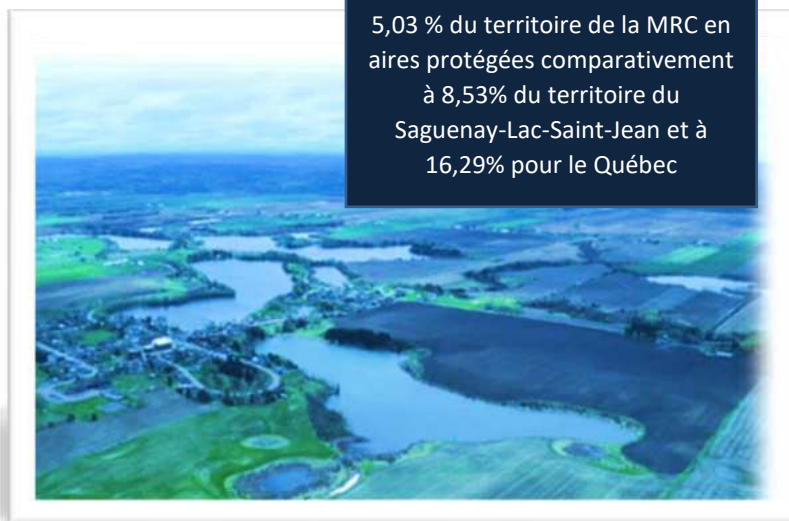 5,03 % du territoire de la MRC en
aires protégées comparativement
à 8,53% du territoire du
Saguenay-Lac-Saint-Jean et à
16,29% pour le Québec